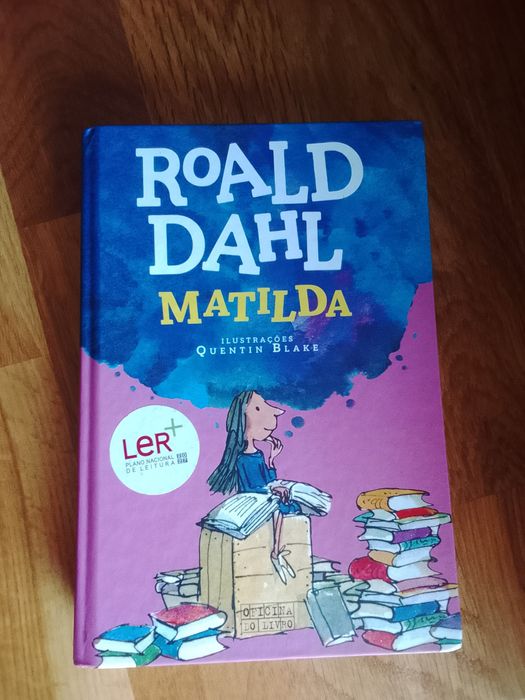 ROALD
DAHL
MATILDA
ILUSTRAÇÕES
QUENTIN BLAKE
LeR+
PLANO NACIONAL
DE LEITURA
OFICINA
DO LIVRO